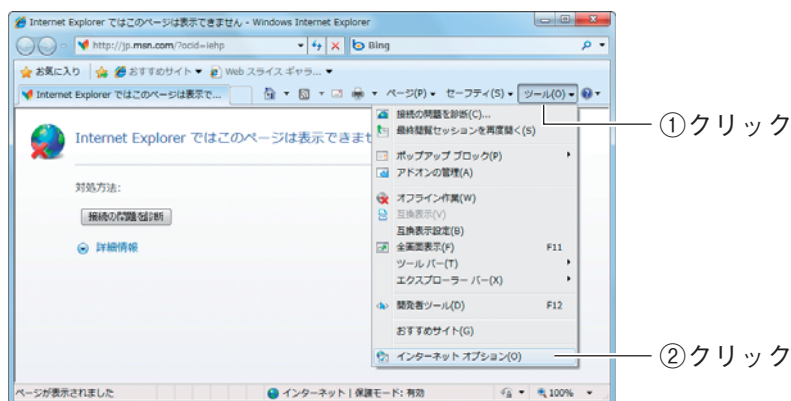 Internet Explorer ではこのページは表示できません - Windows Internet Explorer
http://jp.msn.com/?ocid=iehp
Bing
お気に入り おすすめサイト ▼ Web スライス ギャラ... ▼
Internet Explorer ではこのページは表示で... ページ(P) ▼ セーフティ(S) ▼ ツール(O) ▼
①クリック
接続の問題を診断(C)...
最終閲覧セッションを再度開く(S)
ポップアップ ブロック(P)
アドオンの管理(A)
オフライン作業(W)
互換表示(V)
互換表示設定(B)
全画面表示(F) F11
ツール バー(T)
エクスプローラー バー(X)
開発者ツール(D) F12
おすすめサイト(G)
インターネット オプション(O)
②クリック
Internet Explorer ではこのページは表示できませ
対処方法:
接続の問題を診断
詳細情報
ページが表示されました インターネット | 保護モード: 有効 100% ▼